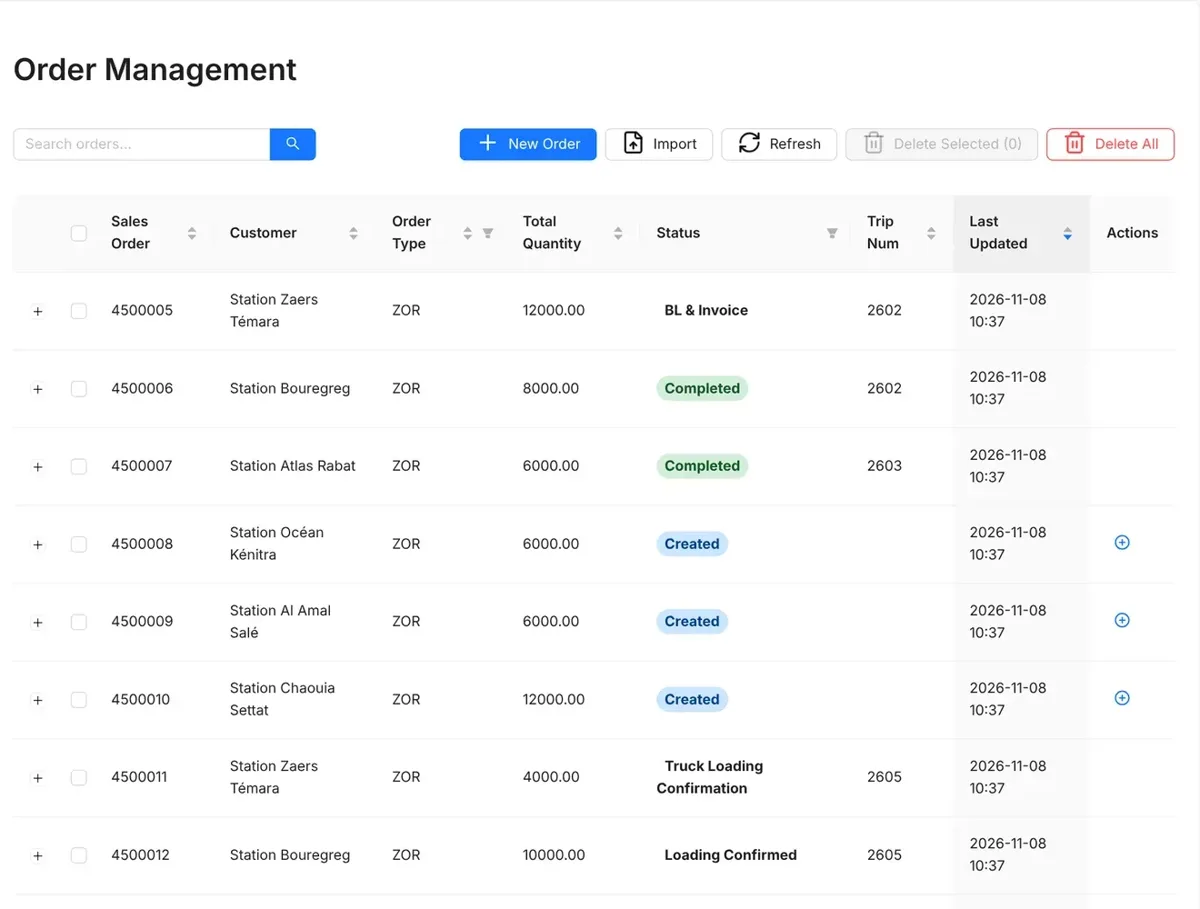 Order Management
Search orders...
New Order
Import
Refresh
Delete Selected (0)
Delete All
Sales Order
Customer
Order Type
Total Quantity
Status
Trip Num
Last Updated
Actions
+ 4500005 Station Zaers Témara ZOR 12000.00 BL & Invoice 2602 2026-11-08 10:37
+ 4500006 Station Bouregreg ZOR 8000.00 Completed 2602 2026-11-08 10:37
+ 4500007 Station Atlas Rabat ZOR 6000.00 Completed 2603 2026-11-08 10:37
+ 4500008 Station Océan Kénitra ZOR 6000.00 Created 2026-11-08 10:37
+ 4500009 Station Al Amal Salé ZOR 6000.00 Created 2026-11-08 10:37
+ 4500010 Station Chaouia Settat ZOR 12000.00 Created 2026-11-08 10:37
+ 4500011 Station Zaers Témara ZOR 4000.00 Truck Loading Confirmation 2605 2026-11-08 10:37
+ 4500012 Station Bouregreg ZOR 10000.00 Loading Confirmed 2605 2026-11-08 10:37